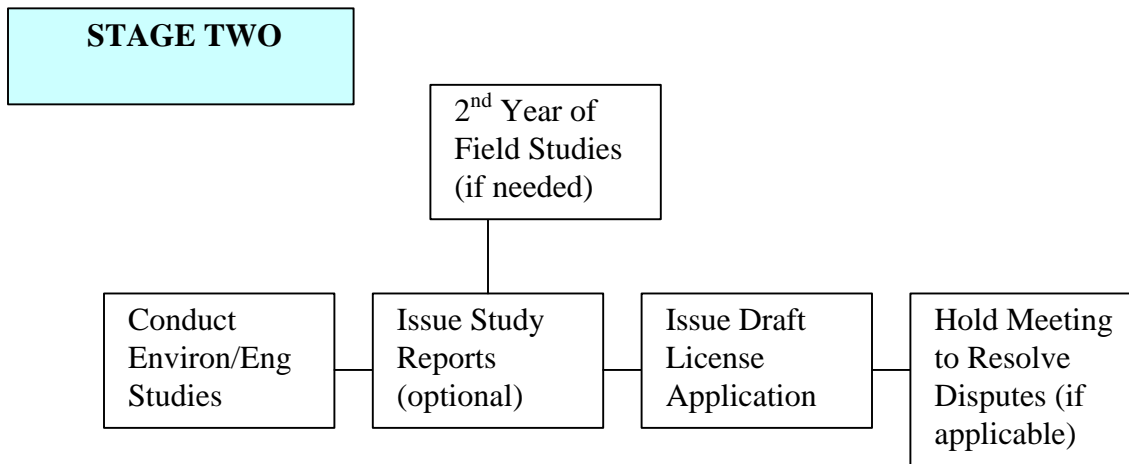 STAGE TWO
2nd Year of
Field Studies
(if needed)
Conduct
Environ/Eng
Studies
Issue Study
Reports
(optional)
Issue Draft
License
Application
Hold Meeting
to Resolve
Disputes (if
applicable)